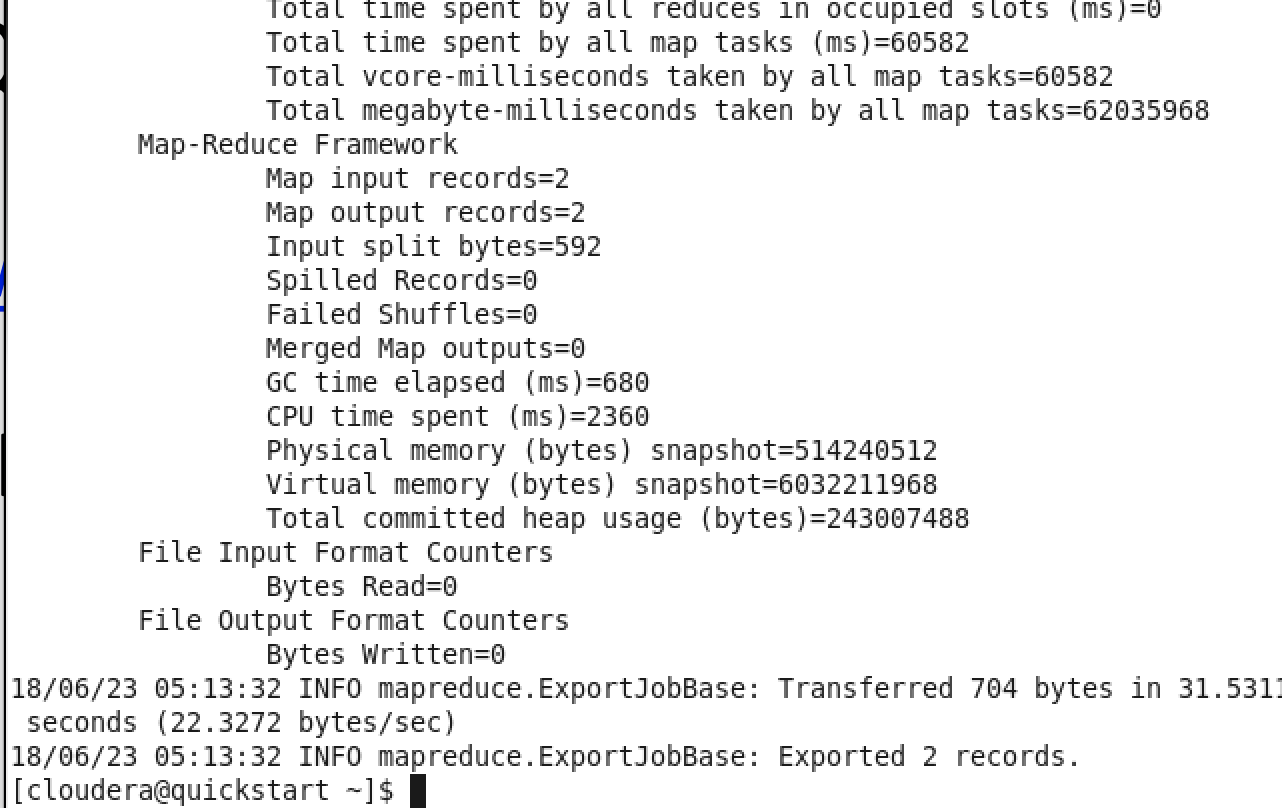 Total time spent by all reduces in occupied slots (ms)=0
Total time spent by all map tasks (ms)=60582
Total vcore-milliseconds taken by all map tasks=60582
Total megabyte-milliseconds taken by all map tasks=62035968
Map-Reduce Framework
Map input records=2
Map output records=2
Input split bytes=592
Spilled Records=0
Failed Shuffles=0
Merged Map outputs=0
GC time elapsed (ms)=680
CPU time spent (ms)=2360
Physical memory (bytes) snapshot=514240512
Virtual memory (bytes) snapshot=6032211968
Total committed heap usage (bytes)=243007488
File Input Format Counters
Bytes Read=0
File Output Format Counters
Bytes Written=0
18/06/23 05:13:32 INFO mapreduce.ExportJobBase: Transferred 704 bytes in 31.5311
seconds (22.3272 bytes/sec)
18/06/23 05:13:32 INFO mapreduce.ExportJobBase: Exported 2 records.
[cloudera@quickstart ~]$